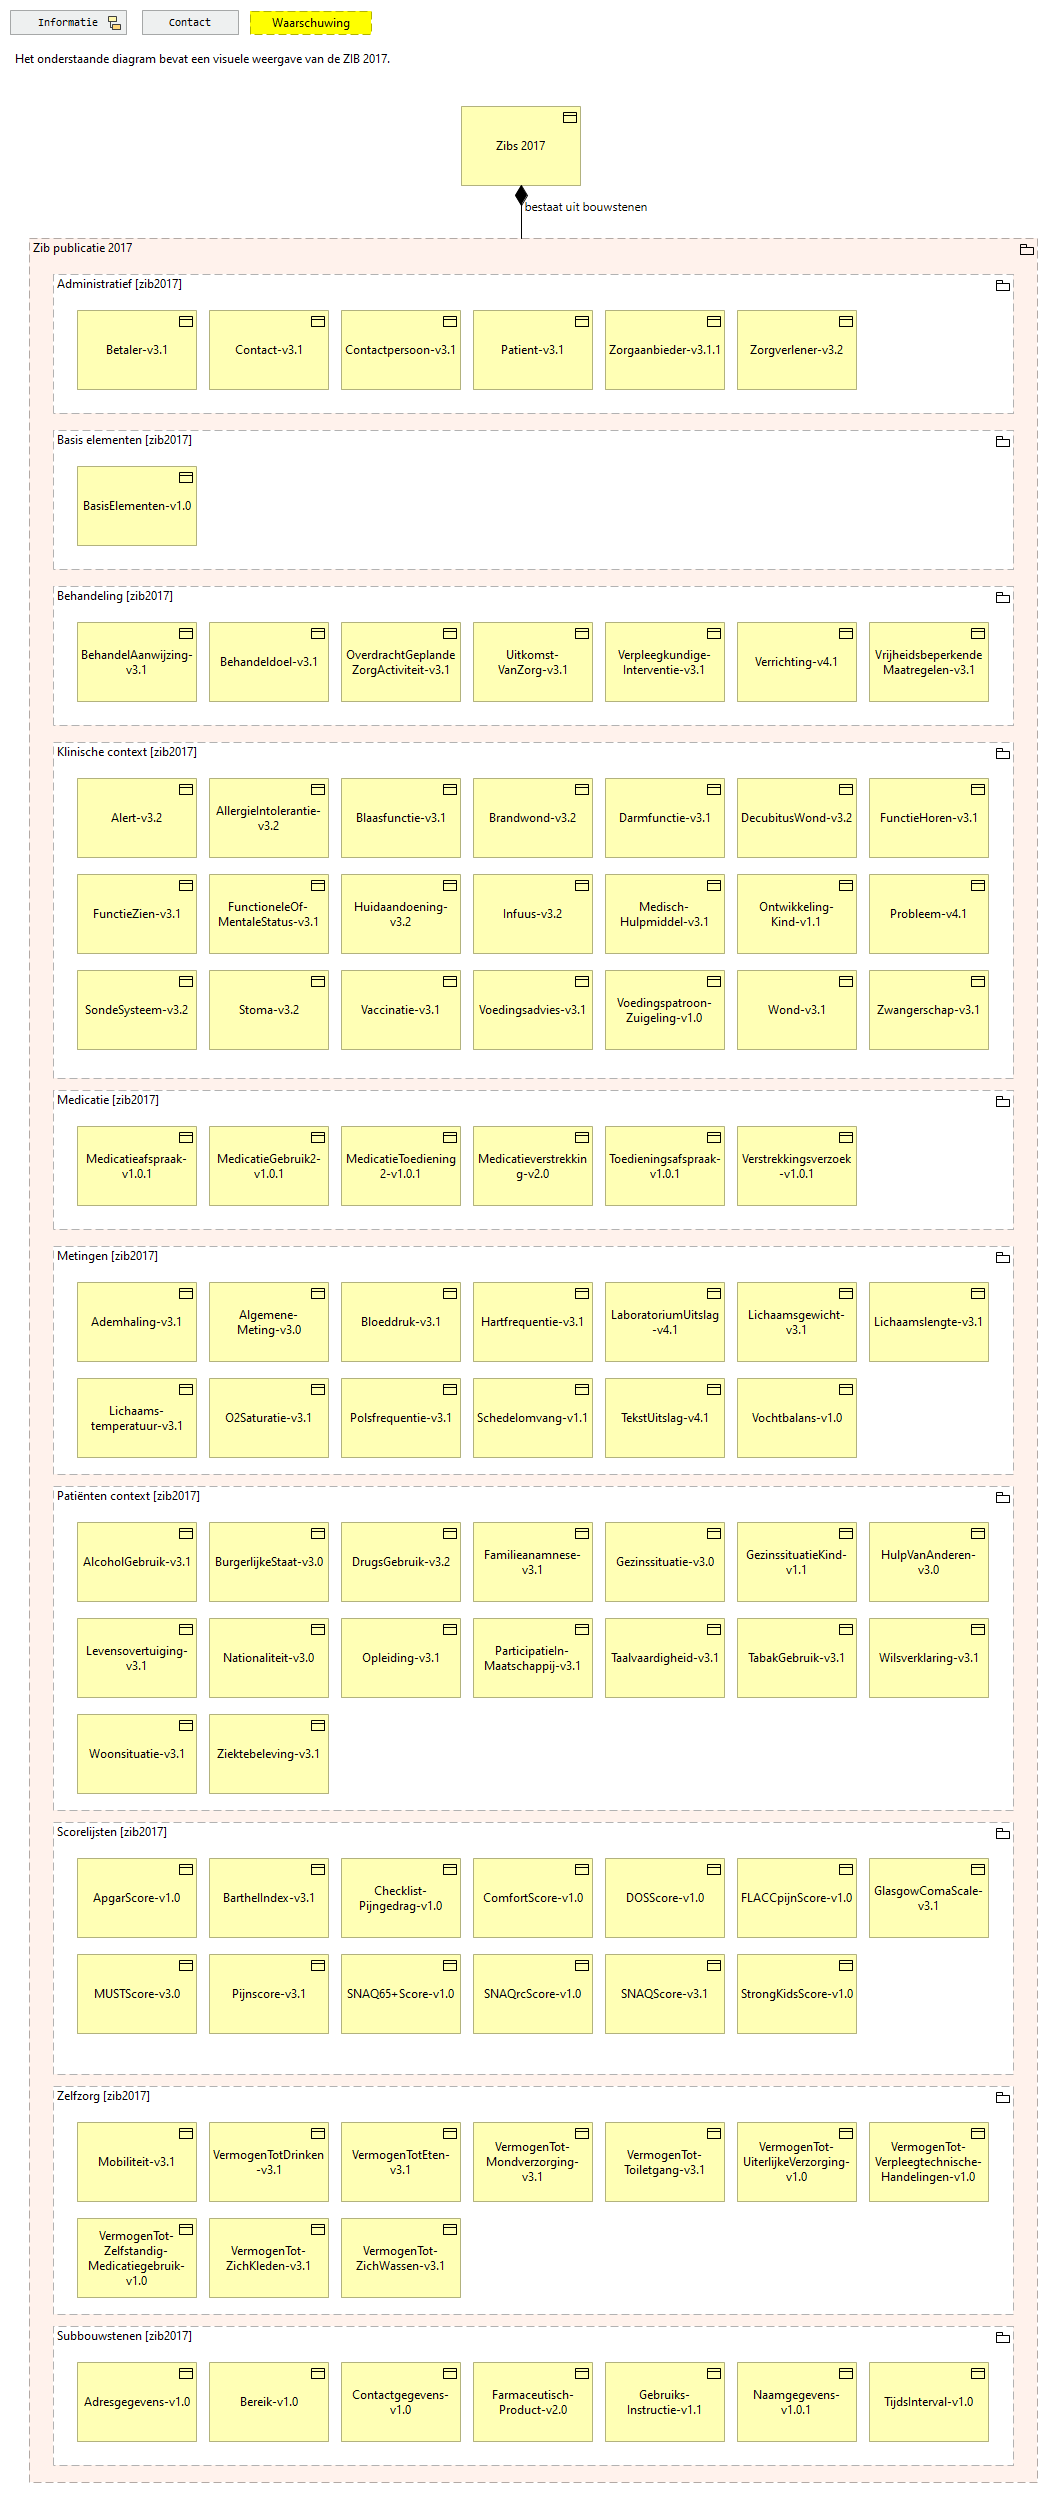 Informatie
Contact
Waarschuwing
Het onderstaande diagram bevat een visuele weergave van de ZIB 2017.
Zibs 2017
bestaat uit bouwstenen
Zib publicatie 2017
Administratief [zib2017]
Betaler-v3.1
Contact-v3.1
Contactpersoon-v3.1
Patient-v3.1
Zorgaanbieder-v3.1.1
Zorgverlener-v3.2
Basis elementen [zib2017]
BasisElementen-v1.0
Behandeling [zib2017]
BehandelAanwijzing-
v3.1
Behandeldoel-v3.1
OverdrachtGeplande
ZorgActiviteit-v3.1
Uitkomst-
VanZorg-v3.1
Verpleegkundige-
Interventie-v3.1
Verrichting-v4.1
Vrijheidsbeperkende
Maatregelen-v3.1
Klinische context [zib2017]
Alert-v3.2
AllergieIntolerantie-
v3.2
Blaasfunctie-v3.1
Brandwond-v3.2
Darmfunctie-v3.1
DecubitusWond-v3.2
FunctieHoren-v3.1
FunctieZien-v3.1
FunctioneleOf-
MentaleStatus-v3.1
Huidaandoening-
v3.2
Infuus-v3.2
Medisch-
Hulpmiddel-v3.1
Ontwikkeling-
Kind-v1.1
Probleem-v4.1
SondeSysteem-v3.2
Stoma-v3.2
Vaccinatie-v3.1
Voedingsadvies-v3.1
Voedingspatroon-
Zuigeling-v1.0
Wond-v3.1
Zwangerschap-v3.1
Medicatie [zib2017]
Medicatieafspraak-
v1.0.1
MedicatieGebruik2-
v1.0.1
MedicatieToediening
2-v1.0.1
Medicatieverstrekkin
g-v2.0
Toedieningsafspraak-
v1.0.1
Verstrekkingsverzoek
-v1.0.1
Metingen [zib2017]
Ademhaling-v3.1
Algemene-
Meting-v3.0
Bloeddruk-v3.1
Hartfrequentie-v3.1
LaboratoriumUitslag
-v4.1
Lichaamsgewicht-
v3.1
Lichaamslengte-v3.1
Lichaams-
temperatuur-v3.1
O2Saturatie-v3.1
Polsfrequentie-v3.1
Schedelomvang-v1.1
TekstUitslag-v4.1
Vochtbalans-v1.0
Patiënten context [zib2017]
AlcoholGebruik-v3.1
BurgerlijkeStaat-v3.0
DrugsGebruik-v3.2
Familieanamnese-
v3.1
Gezinssituatie-v3.0
GezinssituatieKind-
v1.1
HulpVanAnderen-
v3.0
Levensovertuiging-
v3.1
Nationaliteit-v3.0
Opleiding-v3.1
ParticipatieIn-
Maatschappij-v3.1
Taalvaardigheid-v3.1
TabakGebruik-v3.1
Wilsverklaring-v3.1
Woonsituatie-v3.1
Ziektebeleving-v3.1
Scorelijsten [zib2017]
ApgarScore-v1.0
BarthelIndex-v3.1
Checklist-
Pijngedrag-v1.0
ComfortScore-v1.0
DOSScore-v1.0
FLACCpijnScore-v1.0
GlasgowComaScale-
v3.1
MUSTScore-v3.0
Pijnscore-v3.1
SNAQ65+Score-v1.0
SNAQrcScore-v1.0
SNAQScore-v3.1
StrongKidsScore-v1.0
Zelfzorg [zib2017]
Mobiliteit-v3.1
VermogenTotDrinken
-v3.1
VermogenTotEten-
v3.1
VermogenTot-
Mondverzorging-
v3.1
VermogenTot-
Toiletgang-v3.1
VermogenTot-
UiterlijkeVerzorging-
v1.0
VermogenTot-
Verpleegtechnische-
Handelingen-v1.0
VermogenTot-
Zelfstandig-
Medicatiegebruik-
v1.0
VermogenTot-
ZichKleden-v3.1
VermogenTot-
ZichWassen-v3.1
Subbouwstenen [zib2017]
Adresgegevens-v1.0
Bereik-v1.0
Contactgegevens-
v1.0
Farmaceutisch-
Product-v2.0
Gebruiks-
Instructie-v1.1
Naamgegevens-
v1.0.1
TijdsInterval-v1.0